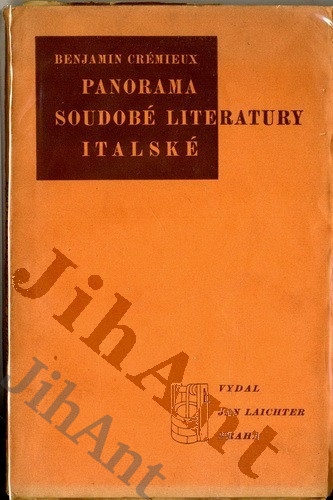 BENJAMIN CRÉMIEUX
PANORAMA
SOUDOBÉ LITERATURY
ITALSKÉ
JihAnt
JihAnt
VYDAL
JAN LAICHTER
PRAHA